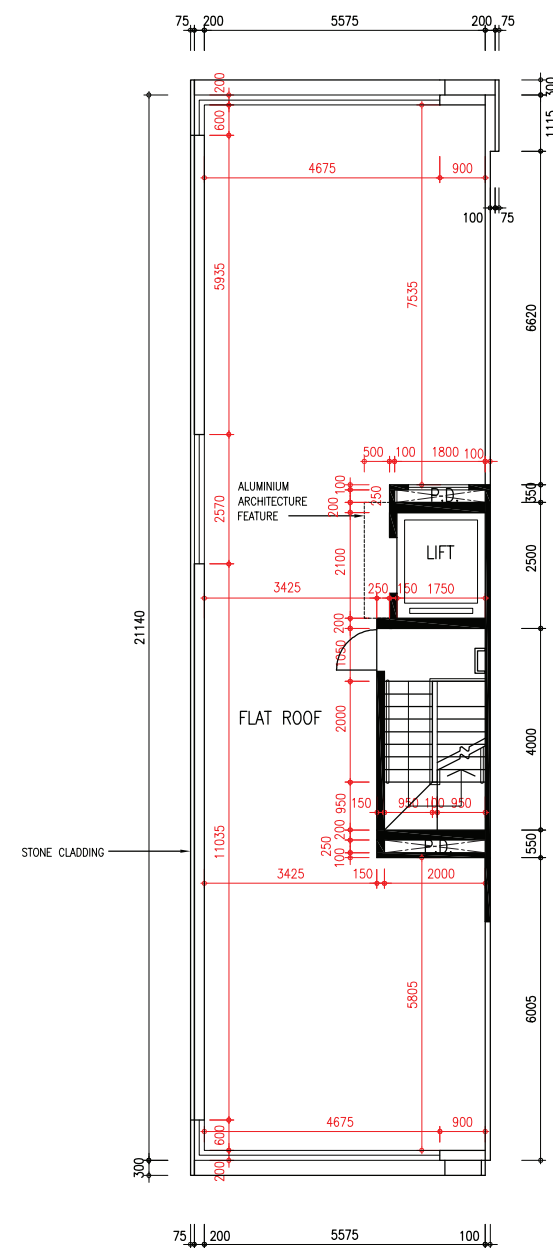 75 200 5575 200 75
200
300
600
1115
4675 900
100 75
5935
7535
6620
500 100 1800 100
ALUMINIUM
ARCHITECTURE
FEATURE
100
250
200
P.D.
550
2570
2100
LIFT
2500
3425 250 150 1750
21140
200
1050
FLAT ROOF
2000
4000
950
150 950 100 950
200
250
100
P.D.
550
STONE CLADDING
11035
3425 150 2000
5805
6005
4675 900
600
200
300
75 200 5575 100